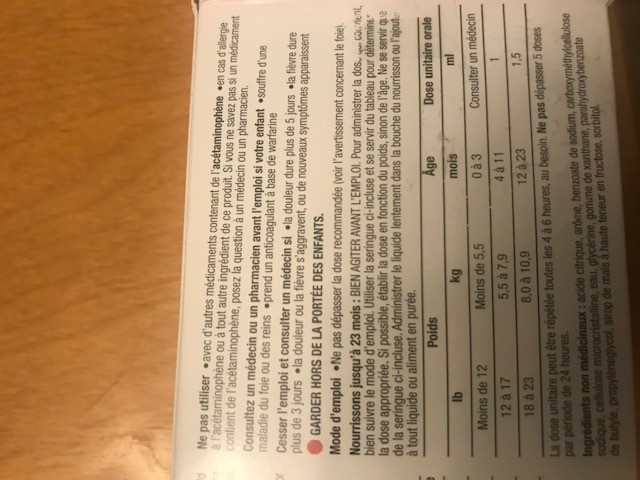 Ne pas utiliser • avec d'autres médicaments contenant de l'acétaminophène • en cas d'allergie
à l'acétaminophène ou à tout autre ingrédient de ce produit. Si vous ne savez pas si un médicament
contient de l'acétaminophène, posez la question à un médecin ou un pharmacien.
Consultez un médecin ou un pharmacien avant l'emploi si votre enfant • souffre d'une
maladie du foie ou des reins • prend un anticoagulant à base de warfarine
Cesser l'emploi et consulter un médecin si • la douleur dure plus de 5 jours • la fièvre dure
plus de 3 jours • la douleur ou la fièvre s'aggravent, ou de nouveaux symptômes apparaissent
GARDER HORS DE LA PORTÉE DES ENFANTS.
Mode d'emploi • Ne pas dépasser la dose recommandée (voir l'avertissement concernant le foie).
Nourrissons jusqu'à 23 mois : BIEN AGITER AVANT L'EMPLOI. Pour administrer la
bien suivre le mode d'emploi. Utiliser la seringue ci-incluse et se servir du tableau pour déterminer
la dose appropriée. Si possible, établir la dose en fonction du poids, sinon de l'âge. Ne se servir que
de la seringue ci-incluse. Administrer le liquide lentement dans la bouche du nourrisson ou l'ajouter
à tout liquide ou aliment en purée.
Poids Âge Dose unitaire orale
lb kg mois ml
Moins de 12 Moins de 5,5 0 à 3 Consulter un médecin
12 à 17 5,5 à 7,9 4 à 11 1
18 à 23 8,0 à 10,9 12 à 23 1,5
La dose unitaire peut être répétée toutes les 4 à 6 heures, au besoin. Ne pas dépasser 5 doses
par période de 24 heures.
Ingrédients non médicinaux : acide citrique, arôme, benzoate de sodium, carboxyméthylcellulose
sodique, cellulose microcristalline, eau, glycérine, gomme de xanthane, parahydroxybenzoate
de butyle, propylèneglycol, sirop de maïs à haute teneur en fructose, sorbitol.